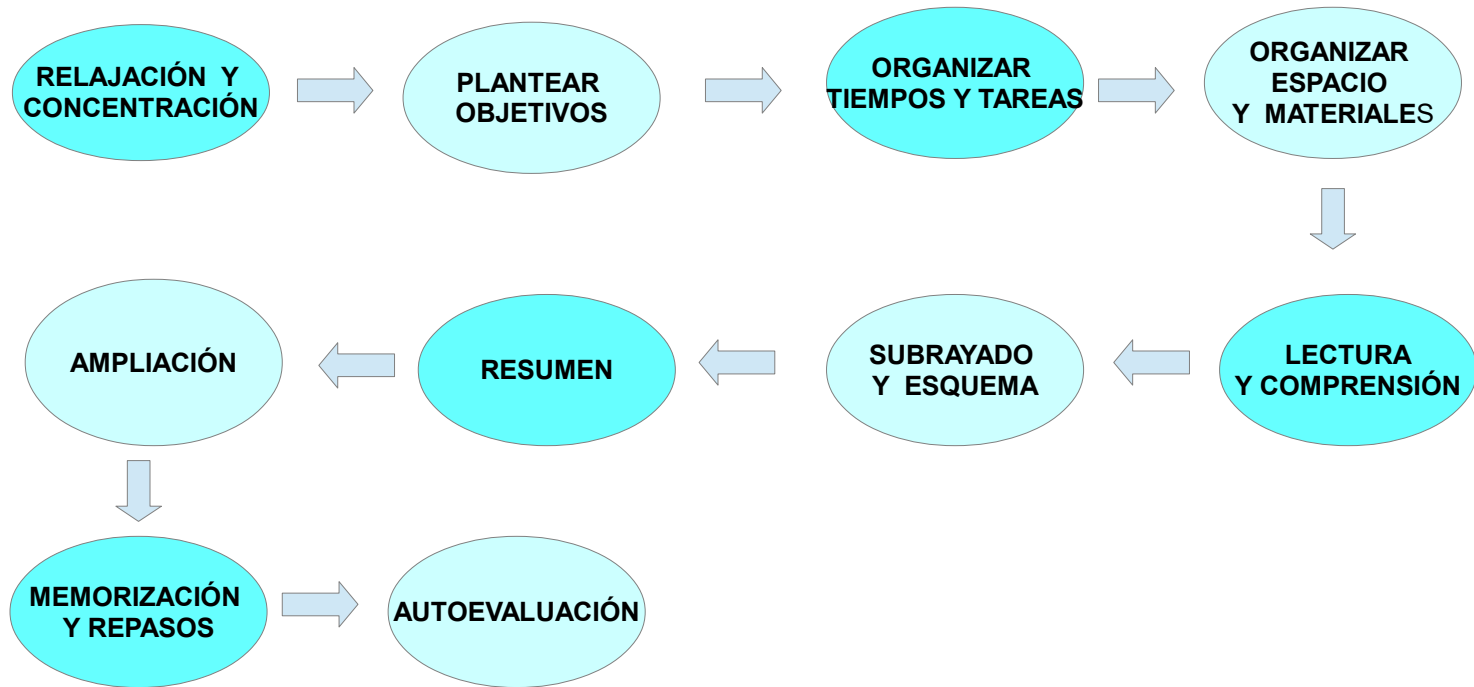 RELAJACIÓN Y
CONCENTRACIÓN
PLANTEAR
OBJETIVOS
ORGANIZAR
TIEMPOS Y TAREAS
ORGANIZAR
ESPACIO
Y MATERIALES
LECTURA
Y COMPRENSIÓN
SUBRAYADO
Y ESQUEMA
RESUMEN
AMPLIACIÓN
MEMORIZACIÓN
Y REPASOS
AUTOEVALUACIÓN